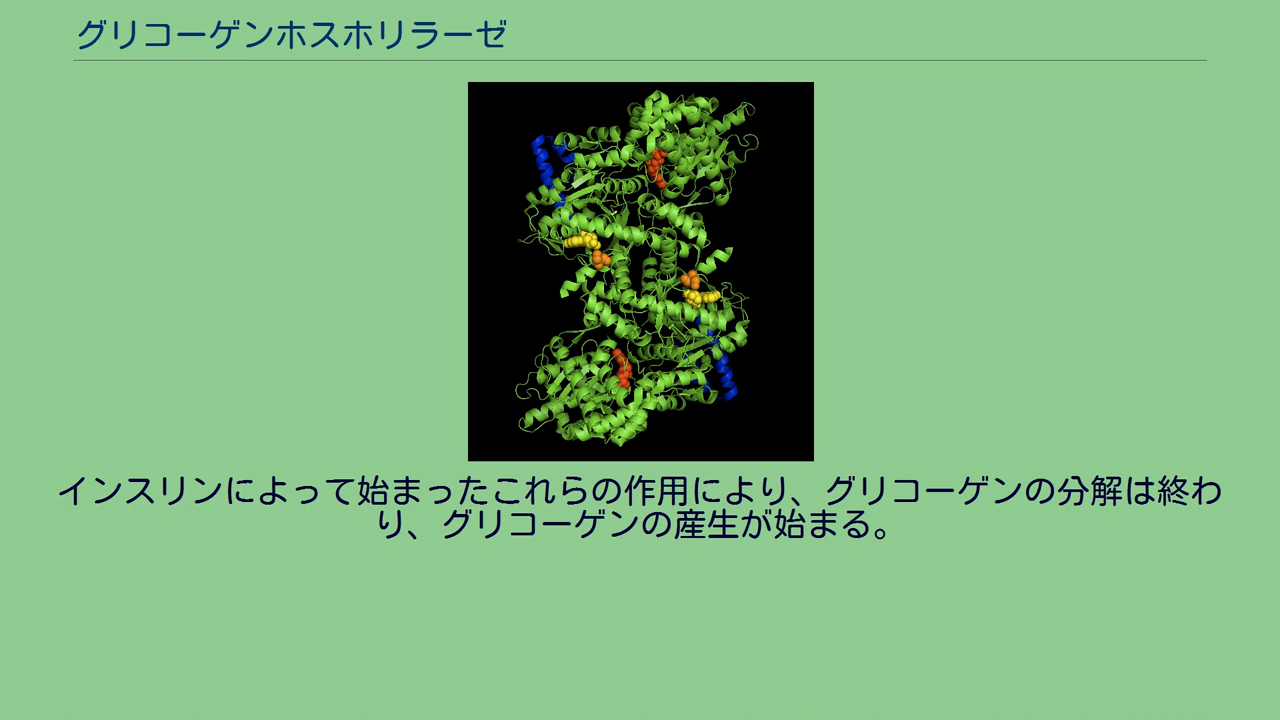 グリコーゲンホスホリラーゼ
インスリンによって始まったこれらの作用により、グリコーゲンの分解は終わ
り、グリコーゲンの産生が始まる。